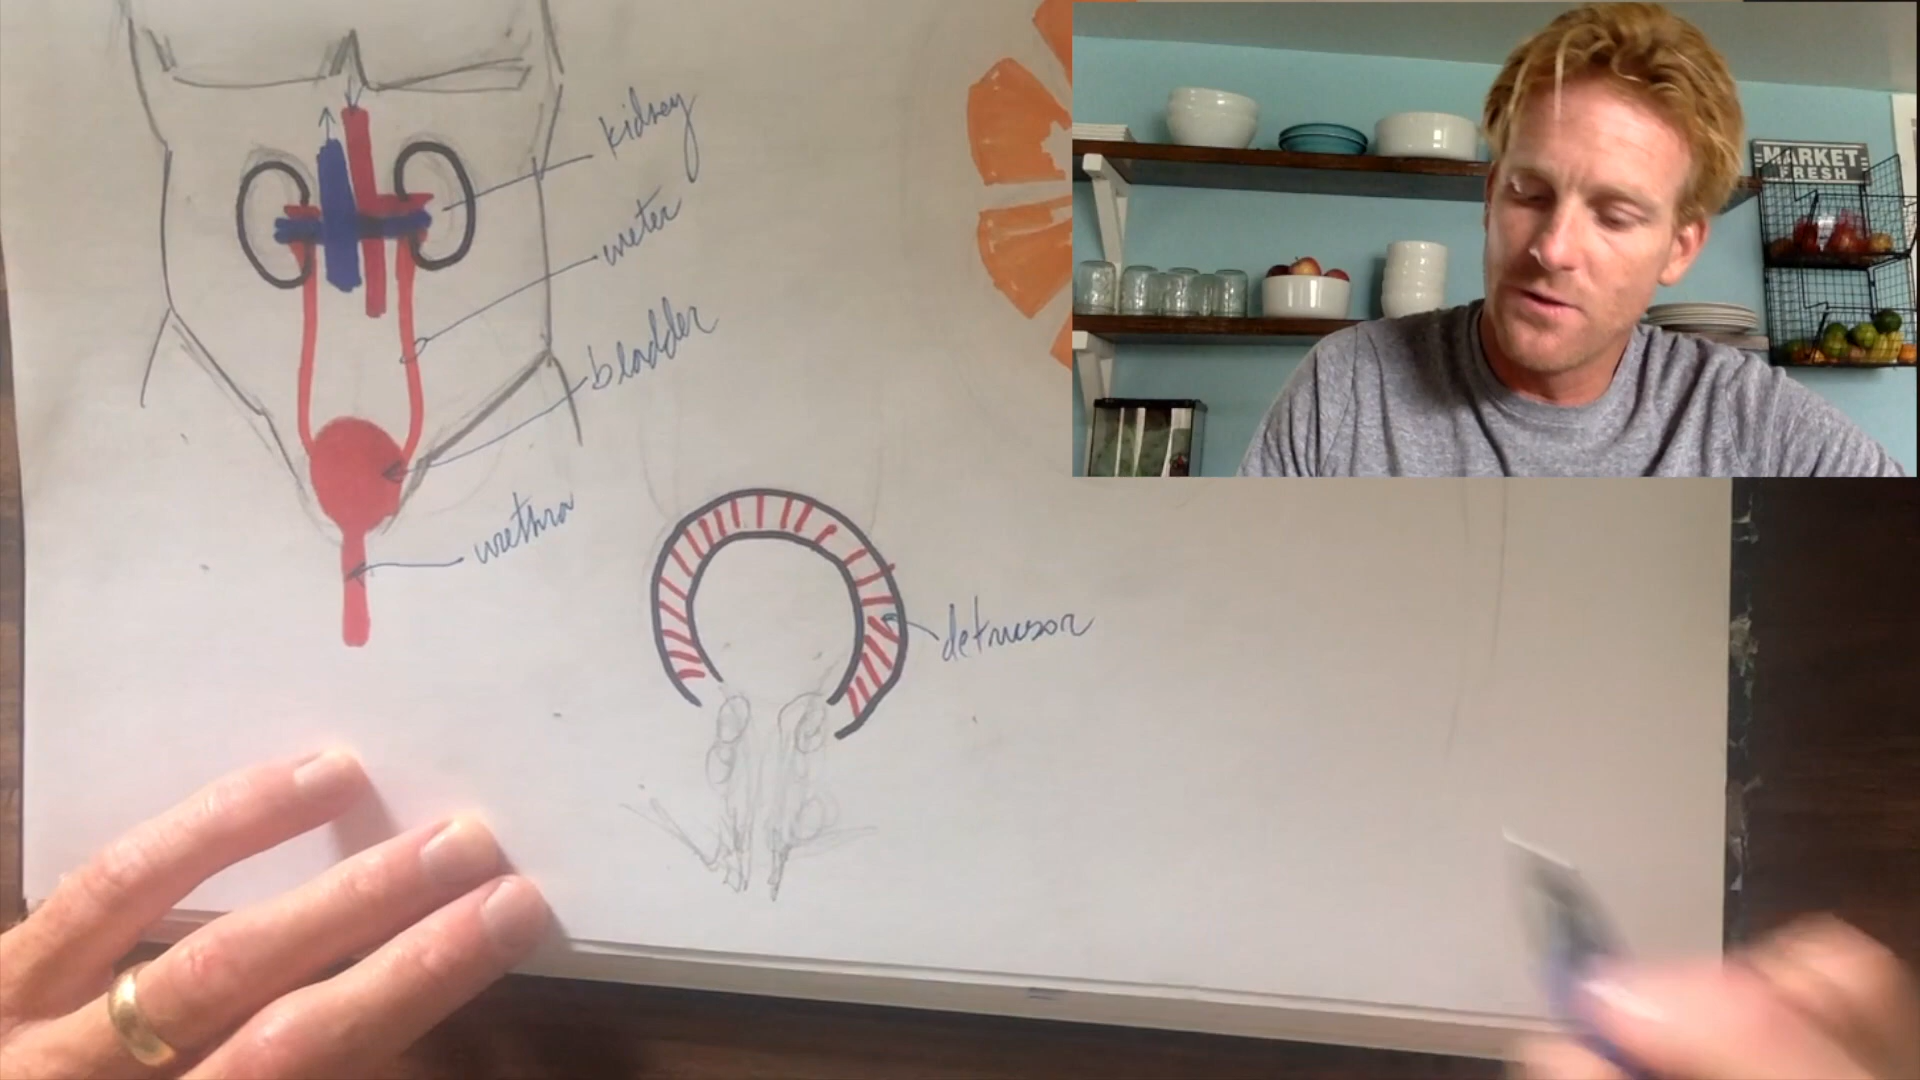 kidney
ureter
bladder
urethra
detrusor
MARKET
FRESH